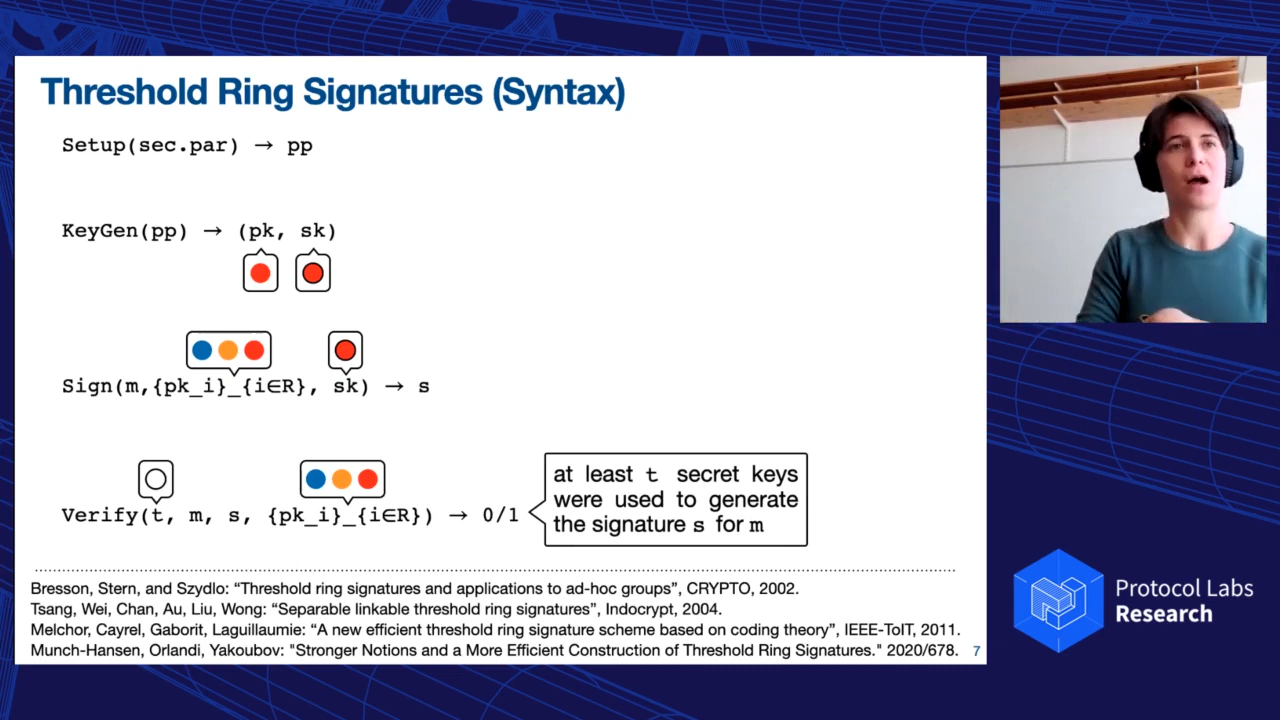 Threshold Ring Signatures (Syntax)
Setup(sec.par) → pp
KeyGen(pp) → (pk, sk)
Sign(m,{pk_i}_{i∈R}, sk) → s
Verify(t, m, s, {pk_i}_{i∈R}) → 0/1
at least t secret keys
were used to generate
the signature s for m
Bresson, Stern, and Szydlo: “Threshold ring signatures and applications to ad-hoc groups”, CRYPTO, 2002.
Tsang, Wei, Chan, Au, Liu, Wong: “Separable linkable threshold ring signatures”, Indocrypt, 2004.
Melchor, Cayrel, Gaborit, Laguillaumie: “A new efficient threshold ring signature scheme based on coding theory”, IEEE-ToIT, 2011.
Munch-Hansen, Orlandi, Yakoubov: "Stronger Notions and a More Efficient Construction of Threshold Ring Signatures." 2020/678.
7
Protocol Labs
Research